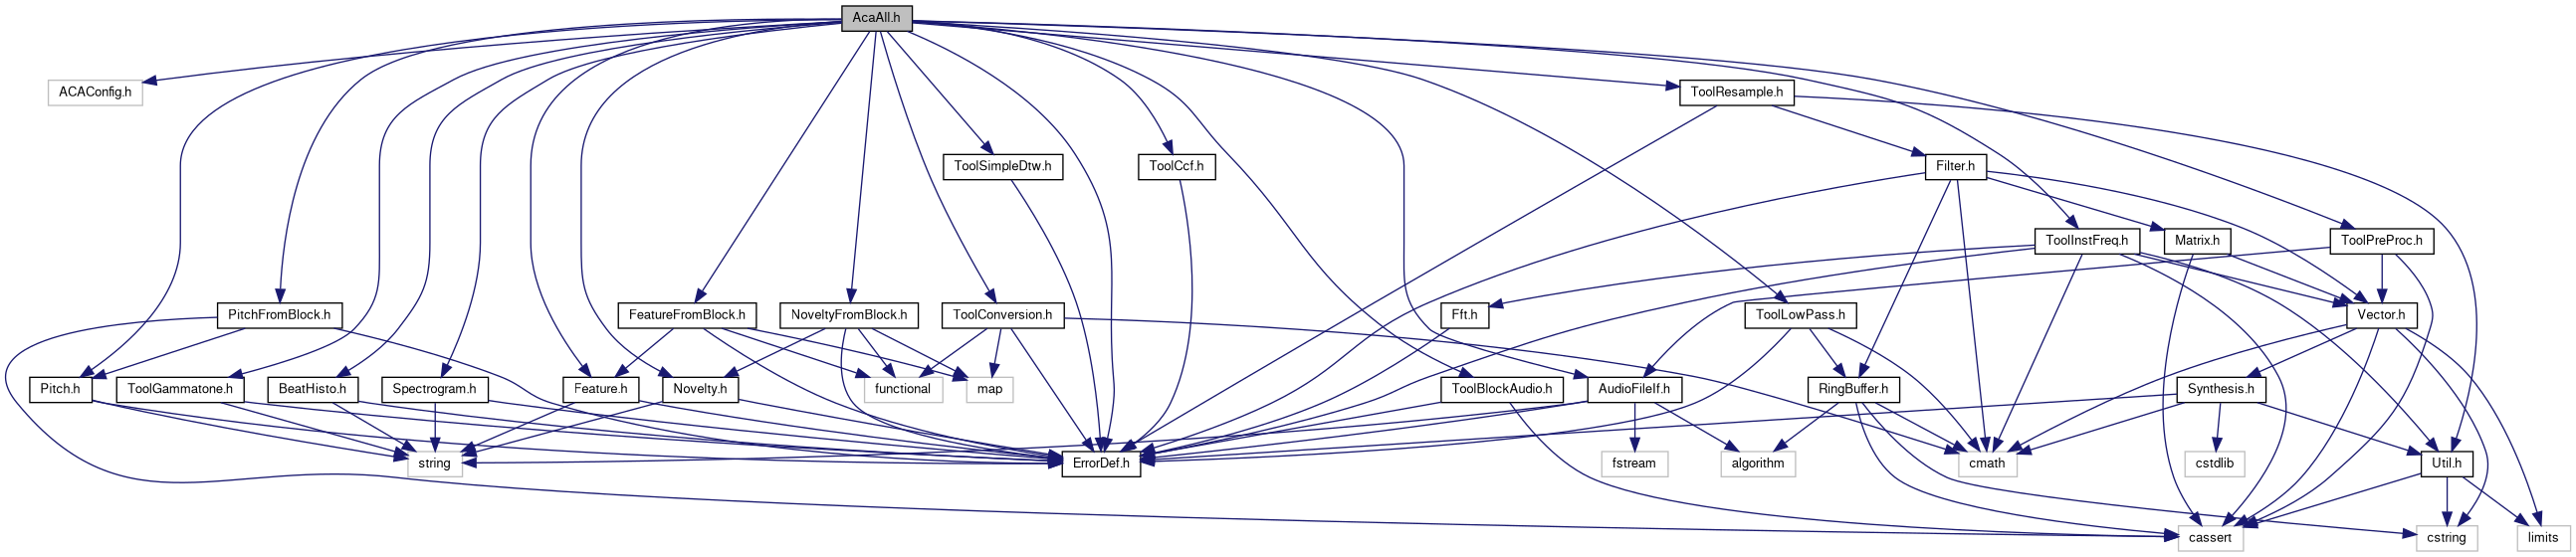 AcaAll.h
ACAConfig.h
ToolResample.h
ToolSimpleDtw.h
ToolCcf.h
Filter.h
ToolInstFreq.h
Matrix.h
ToolPreProc.h
PitchFromBlock.h
FeatureFromBlock.h
NoveltyFromBlock.h
ToolConversion.h
Fft.h
ToolLowPass.h
Vector.h
Pitch.h
ToolGammatone.h
BeatHisto.h
Spectrogram.h
Feature.h
Novelty.h
functional
map
ToolBlockAudio.h
AudioFileIf.h
RingBuffer.h
Synthesis.h
string
ErrorDef.h
fstream
algorithm
cmath
cstdlib
Util.h
cassert
cstring
limits